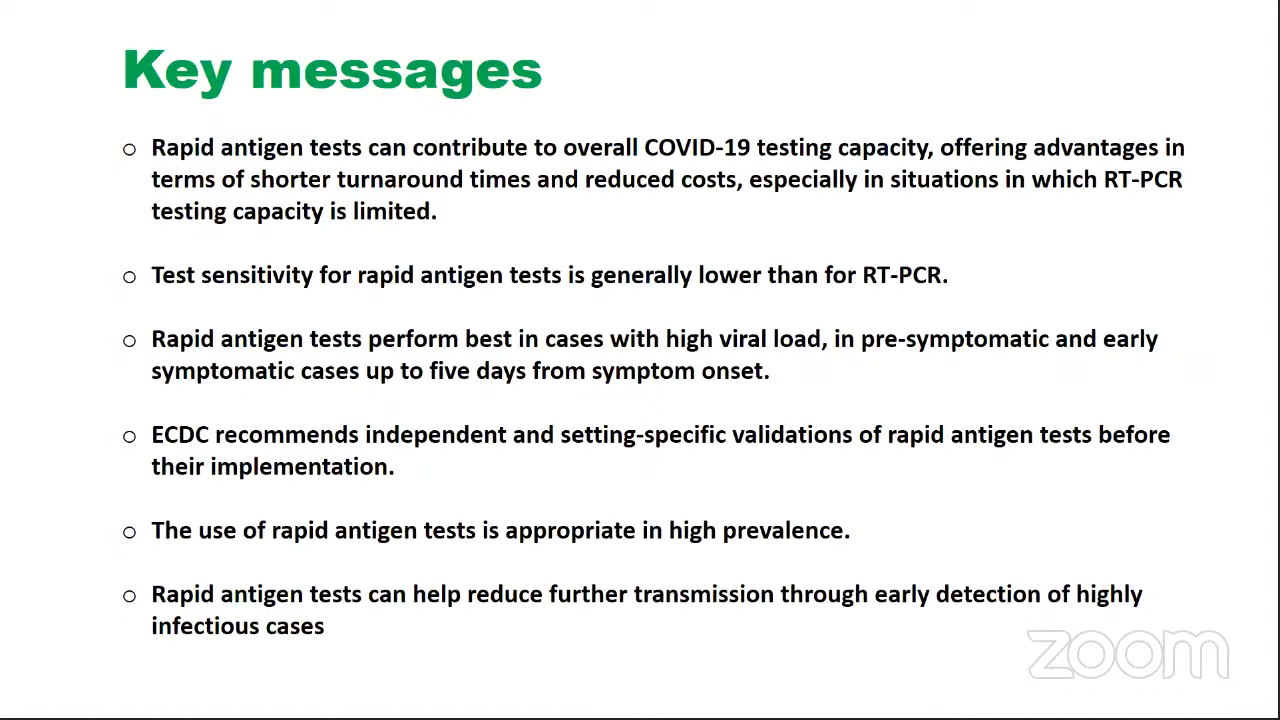 Key messages
o Rapid antigen tests can contribute to overall COVID-19 testing capacity, offering advantages in
terms of shorter turnaround times and reduced costs, especially in situations in which RT-PCR
testing capacity is limited.
o Test sensitivity for rapid antigen tests is generally lower than for RT-PCR.
o Rapid antigen tests perform best in cases with high viral load, in pre-symptomatic and early
symptomatic cases up to five days from symptom onset.
o ECDC recommends independent and setting-specific validations of rapid antigen tests before
their implementation.
o The use of rapid antigen tests is appropriate in high prevalence.
o Rapid antigen tests can help reduce further transmission through early detection of highly
infectious cases
zoom